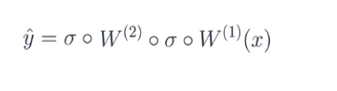 ŷ = σ ∘ W⁽²⁾ ∘ σ ∘ W⁽¹⁾(x)